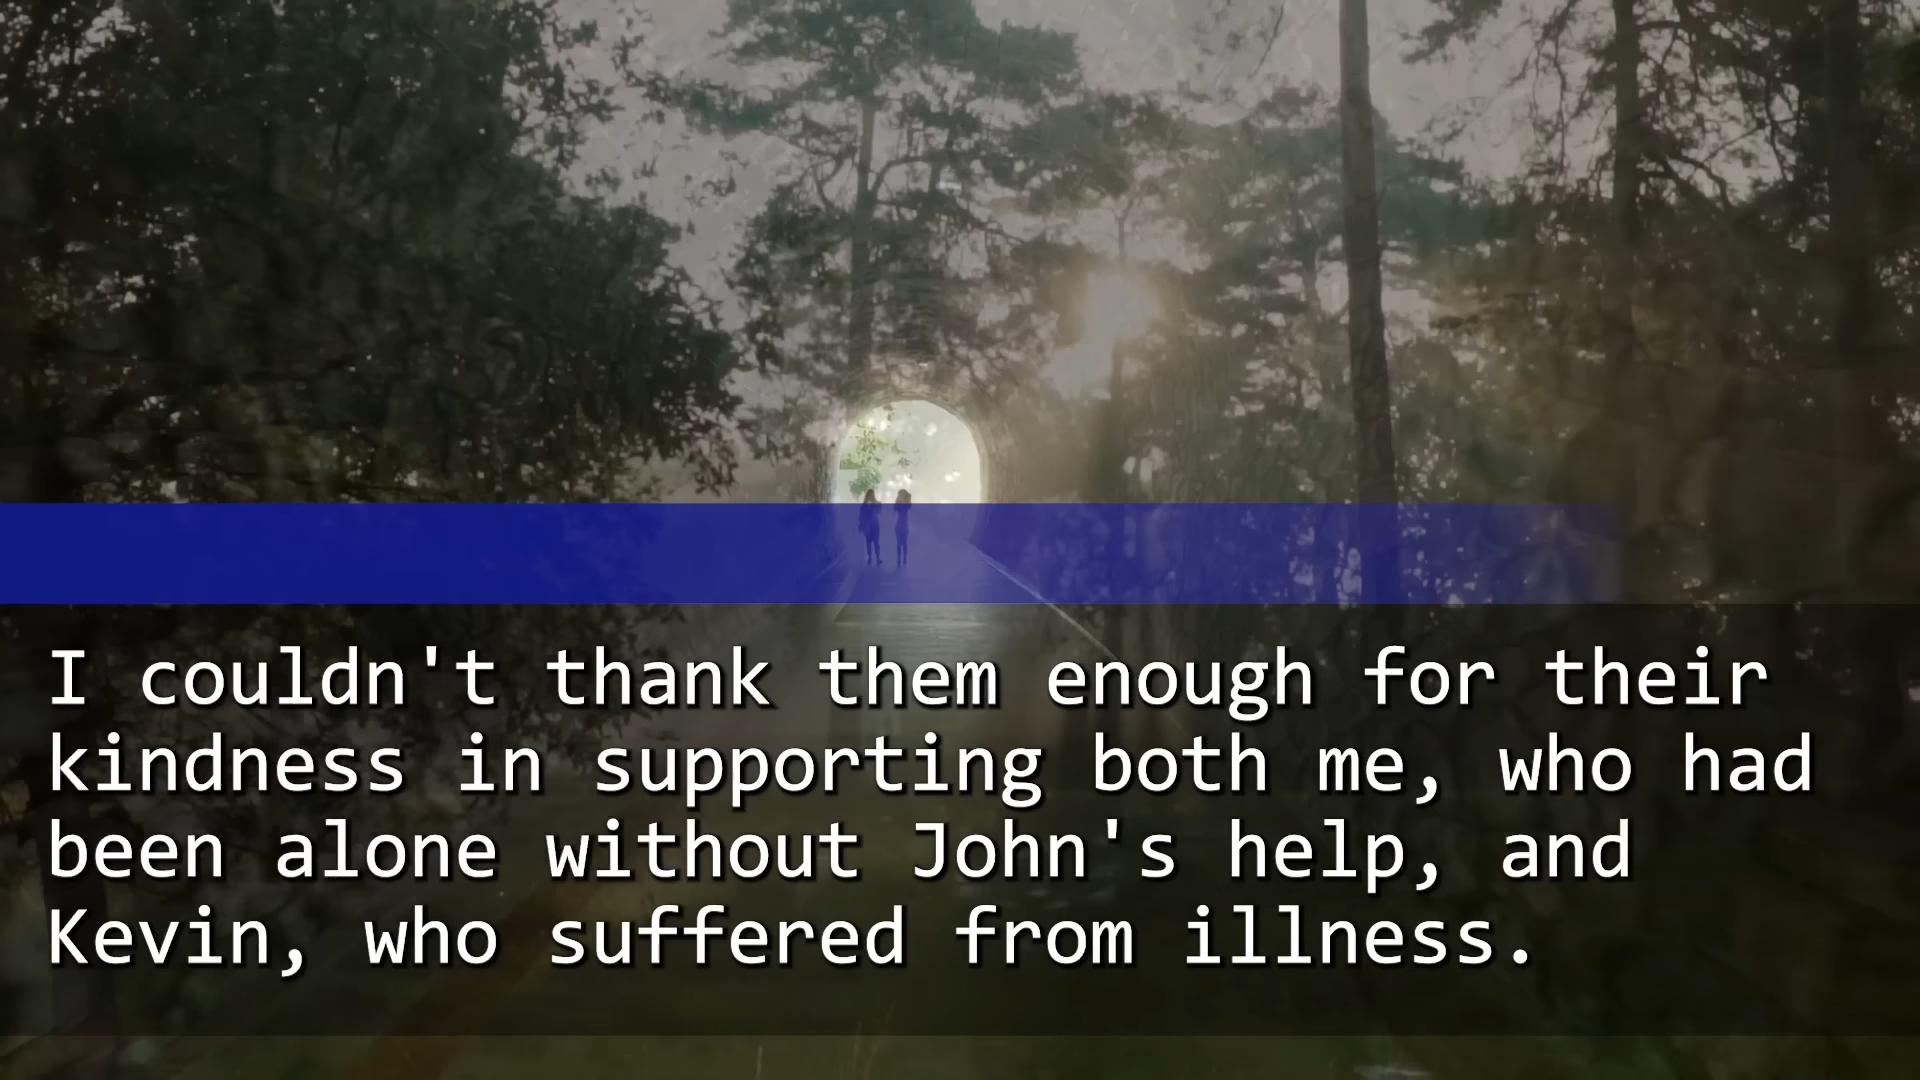 I couldn't thank them enough for their
kindness in supporting both me, who had
been alone without John's help, and
Kevin, who suffered from illness.